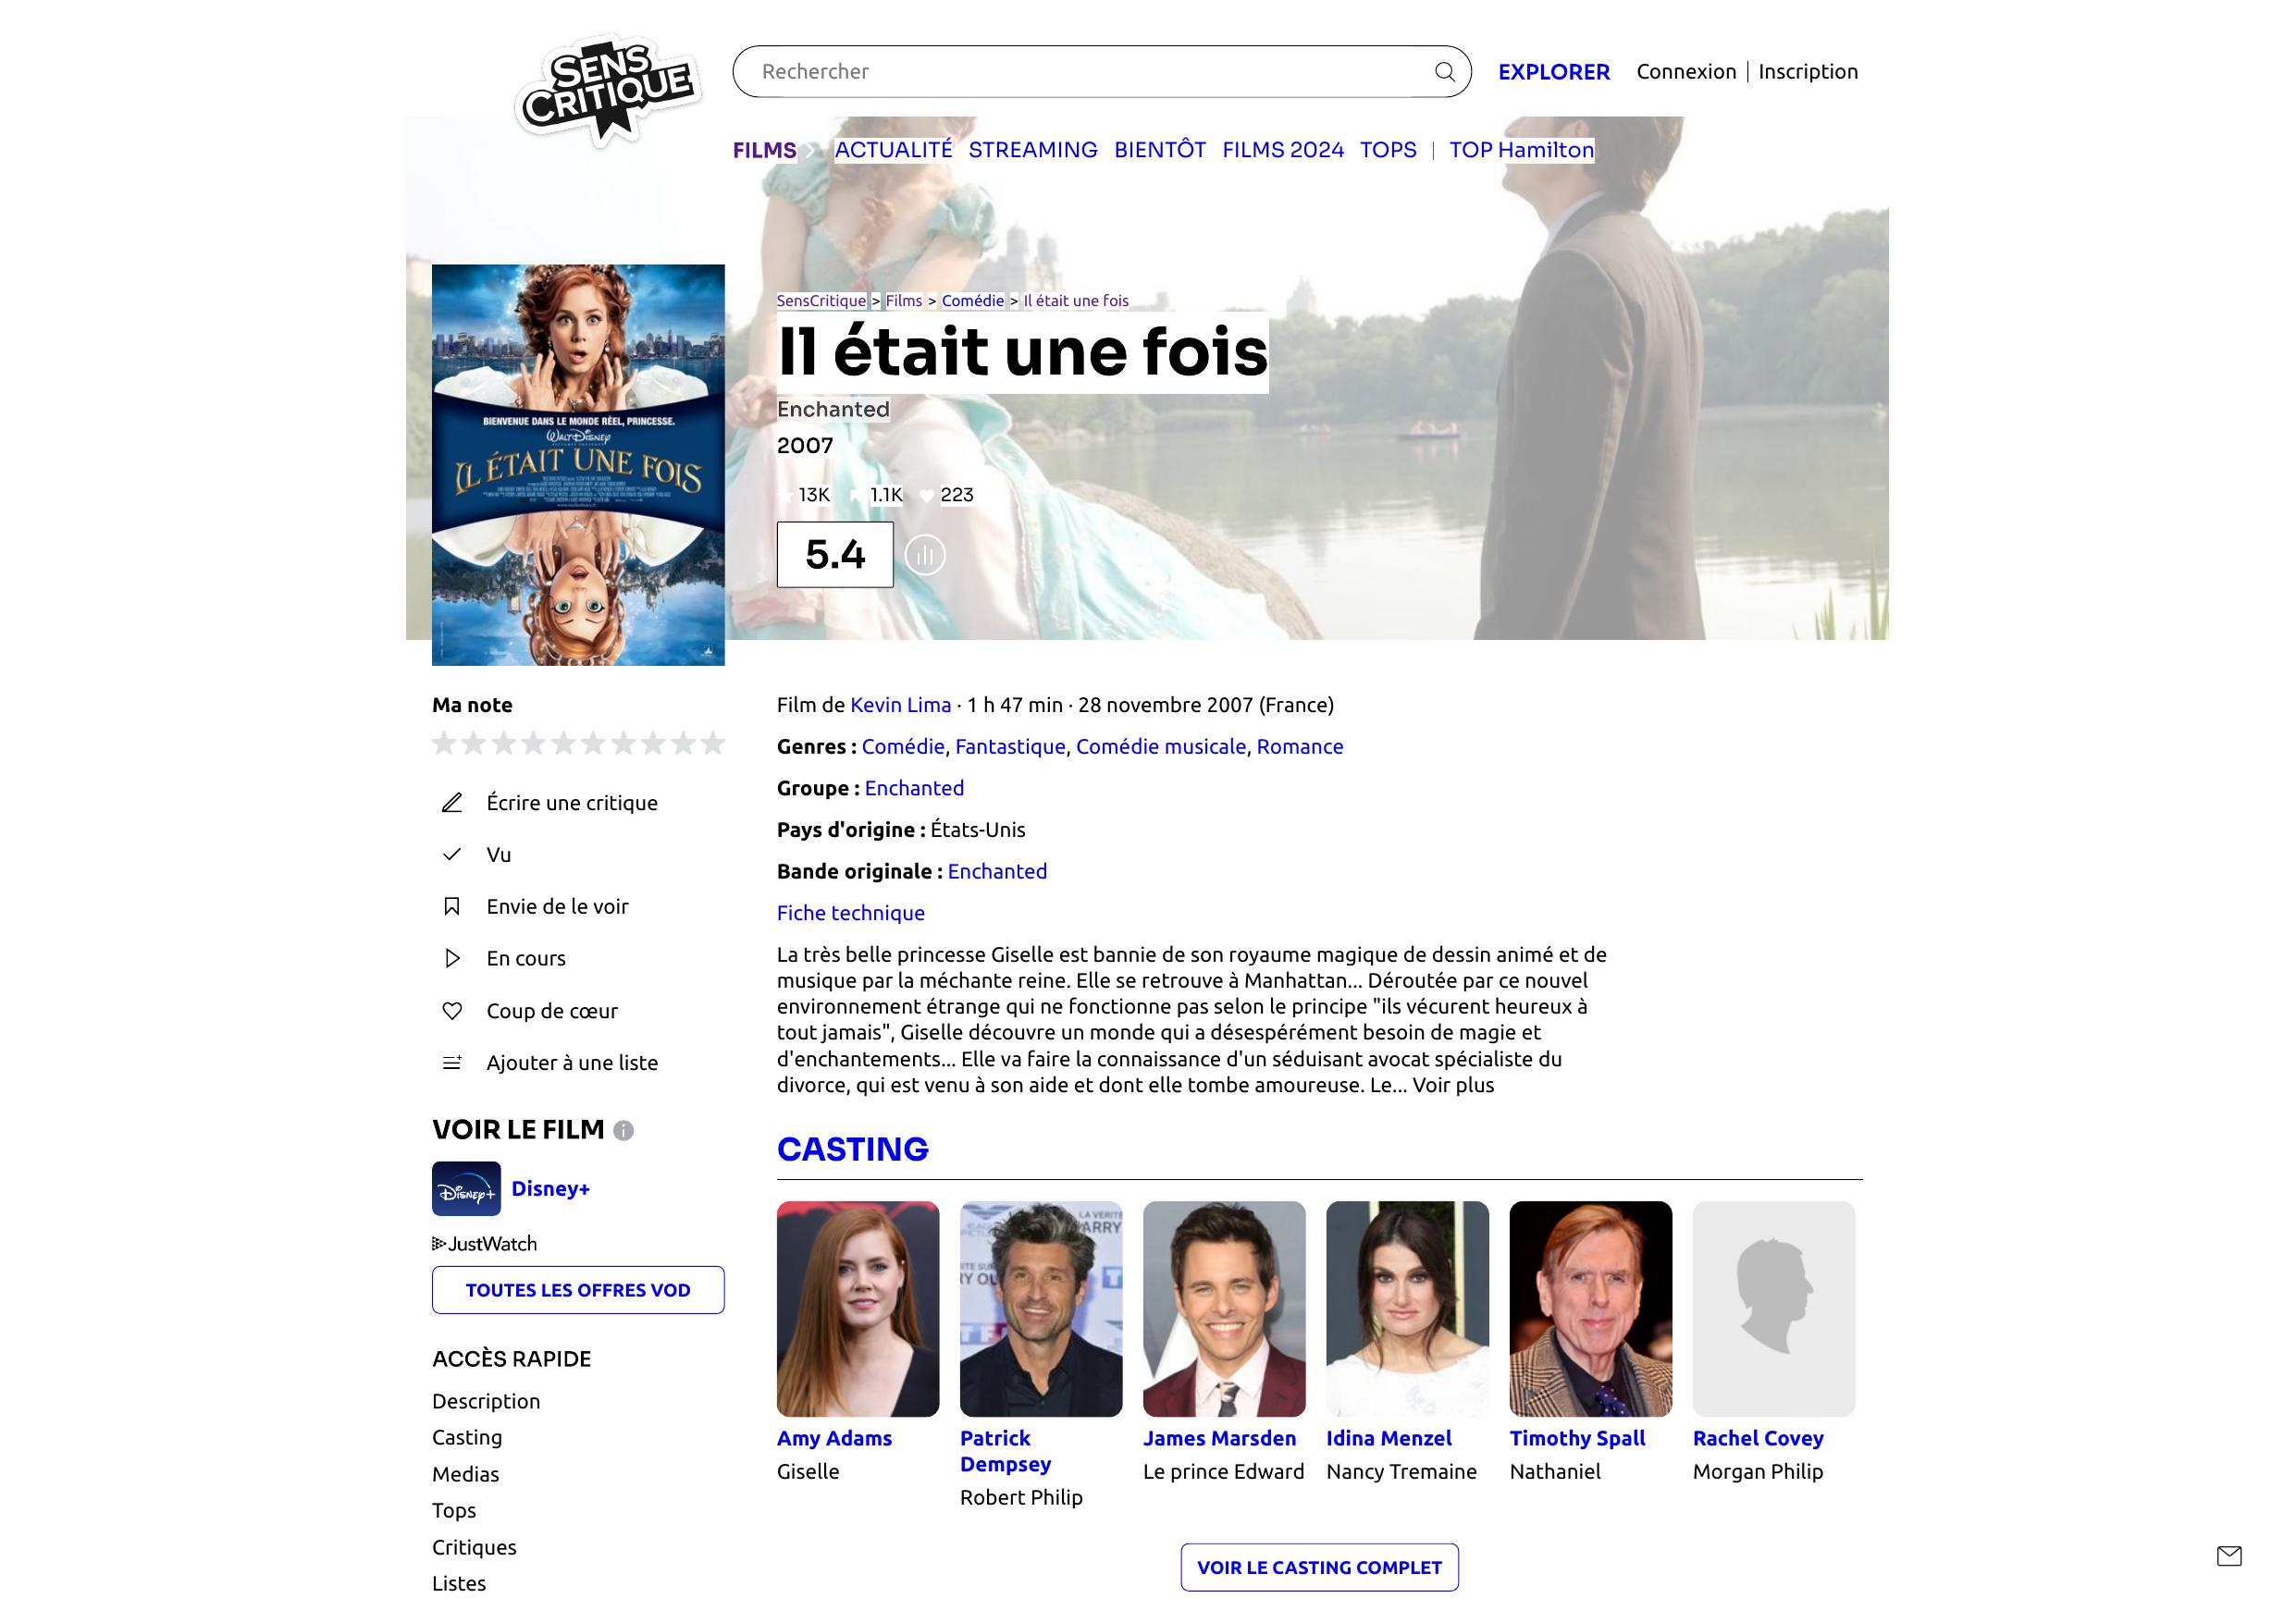 SENS
CRITIQUE
Rechercher
EXPLORER
Connexion | Inscription
FILMS
ACTUALITÉ
STREAMING
BIENTÔT
FILMS 2024
TOPS
|
TOP Hamilton
BIENVENUE DANS LE MONDE RÉEL, PRINCESSE.
WALT DISNEY
IL ÉTAIT UNE FOIS
SensCritique > Films > Comédie > Il était une fois
Il était une fois
Enchanted
2007
13K
1.1K
223
5.4
Ma note
Écrire une critique
Vu
Envie de le voir
En cours
Coup de cœur
Ajouter à une liste
VOIR LE FILM
Disney+
Disney+
JustWatch
TOUTES LES OFFRES VOD
ACCÈS RAPIDE
Description
Casting
Medias
Tops
Critiques
Listes
Film de Kevin Lima · 1 h 47 min · 28 novembre 2007 (France)
Genres : Comédie, Fantastique, Comédie musicale, Romance
Groupe : Enchanted
Pays d'origine : États-Unis
Bande originale : Enchanted
Fiche technique
La très belle princesse Giselle est bannie de son royaume magique de dessin animé et de
musique par la méchante reine. Elle se retrouve à Manhattan... Déroutée par ce nouvel
environnement étrange qui ne fonctionne pas selon le principe "ils vécurent heureux à
tout jamais", Giselle découvre un monde qui a désespérément besoin de magie et
d'enchantements... Elle va faire la connaissance d'un séduisant avocat spécialiste du
divorce, qui est venu à son aide et dont elle tombe amoureuse. Le... Voir plus
CASTING
Amy Adams
Giselle
Patrick
Dempsey
Robert Philip
James Marsden
Le prince Edward
Idina Menzel
Nancy Tremaine
Timothy Spall
Nathaniel
Rachel Covey
Morgan Philip
VOIR LE CASTING COMPLET